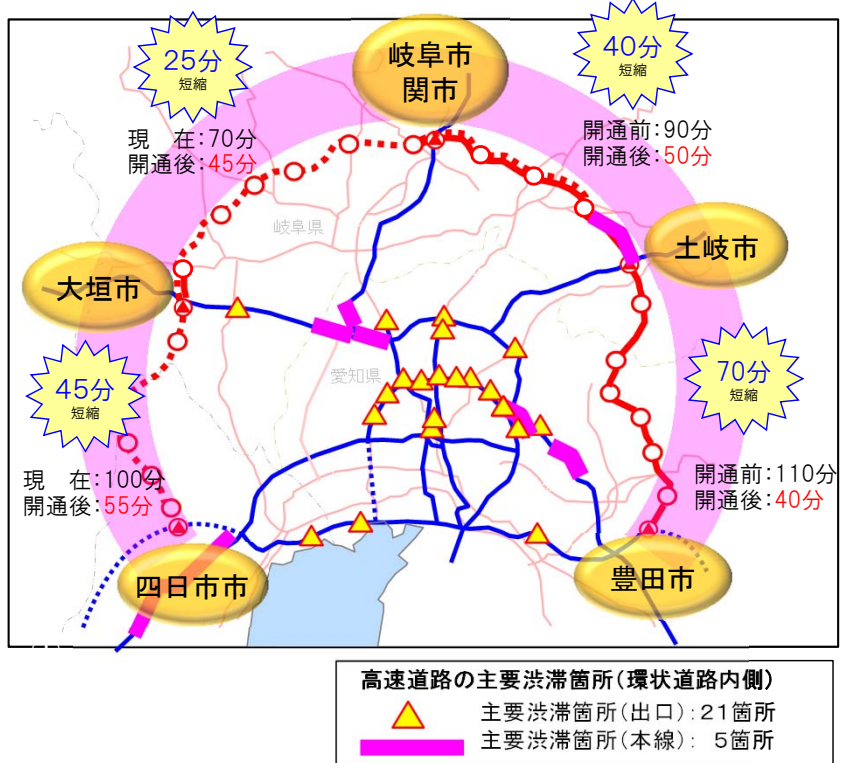 25分
短縮
岐阜市
関市
40分
短縮
現　在：70分
開通後：45分
開通前：90分
開通後：50分
岐阜県
大垣市
土岐市
愛知県
45分
短縮
70分
短縮
現　在：100分
開通後：55分
開通前：110分
開通後：40分
四日市市
豊田市
高速道路の主要渋滞箇所（環状道路内側）
主要渋滞箇所（出口）：21箇所
主要渋滞箇所（本線）：　5箇所